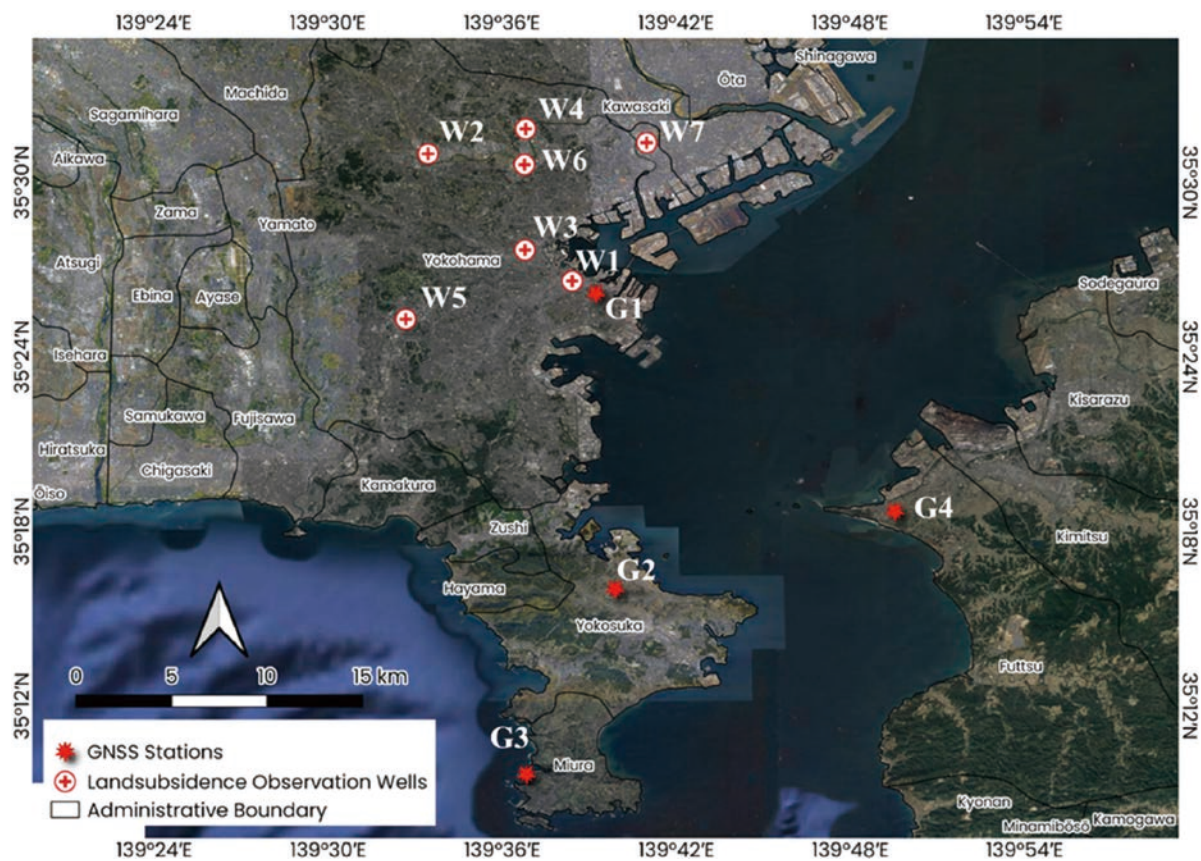 139°24′E 139°30′E 139°36′E 139°42′E 139°48′E 139°54′E
Shinagawa
Ōta
Machida
Kawasaki
Sagamihara
W4
W2
W7
W6
Aikawa
35°30′N
35°30′N
Zama
Yamato
W3
Yokohama
Atsugi
W1
Sodegaura
Ebina
Ayase
W5
G1
Isehara
35°24′N
35°24′N
Kisarazu
Samukawa
Fujisawa
Hiratsuka
Chigasaki
Kamakura
Ōiso
G4
35°18′N
35°18′N
Zushi
Kimitsu
G2
Hayama
Yokosuka
Futtsu
0 5 10 15 km
35°12′N
35°12′N
G3
GNSS Stations
Miura
Landsubsidence Observation Wells
Administrative Boundary
Kyonan
Minamibōsō
Kamogawa
139°24′E 139°30′E 139°36′E 139°42′E 139°48′E 139°54′E